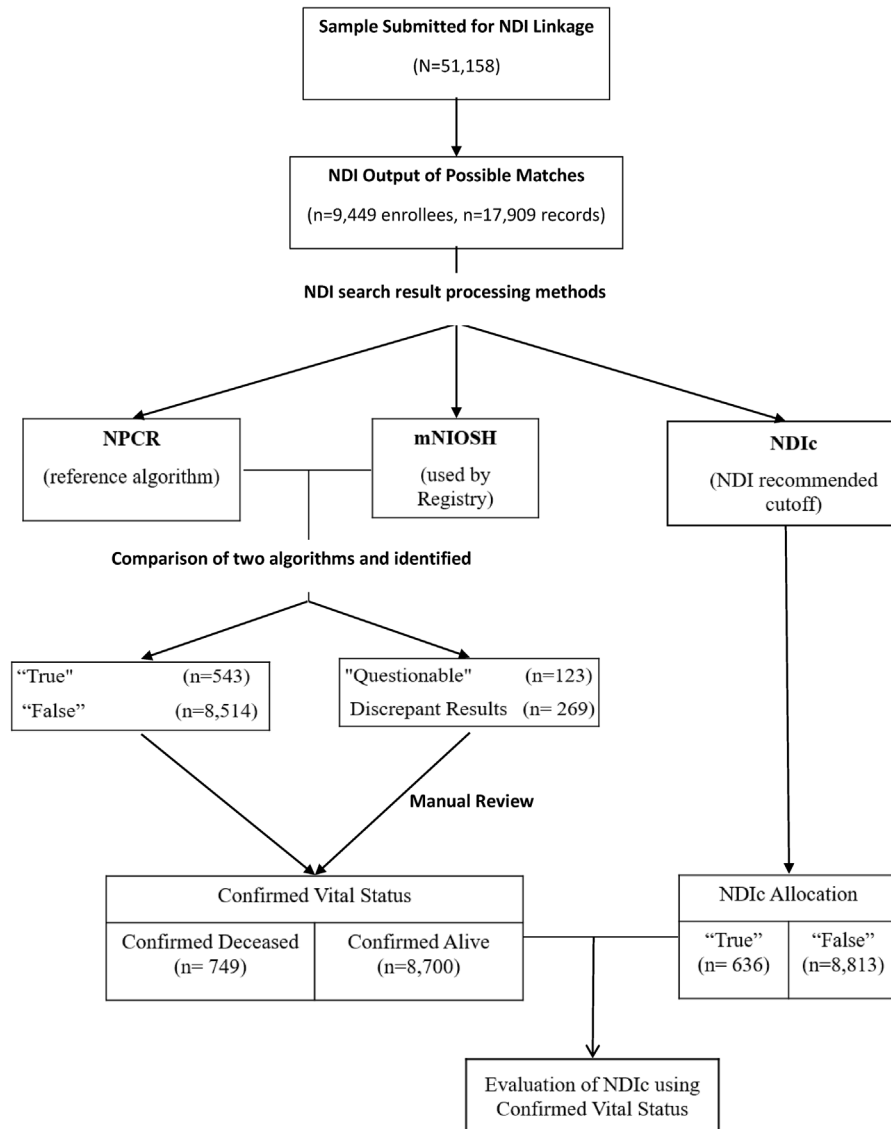 Sample Submitted for NDI Linkage
(N=51,158)
NDI Output of Possible Matches
(n=9,449 enrollees, n=17,909 records)
NDI search result processing methods
NPCR
(reference algorithm)
mNIOSH
(used by
Registry)
NDIc
(NDI recommended
cutoff)
Comparison of two algorithms and identified
“True" (n=543)
“False” (n=8,514)
"Questionable" (n=123)
Discrepant Results (n= 269)
Manual Review
Confirmed Vital Status
Confirmed Deceased
(n= 749)
Confirmed Alive
(n=8,700)
NDIc Allocation
“True”
(n= 636)
“False”
(n=8,813)
Evaluation of NDIc using
Confirmed Vital Status